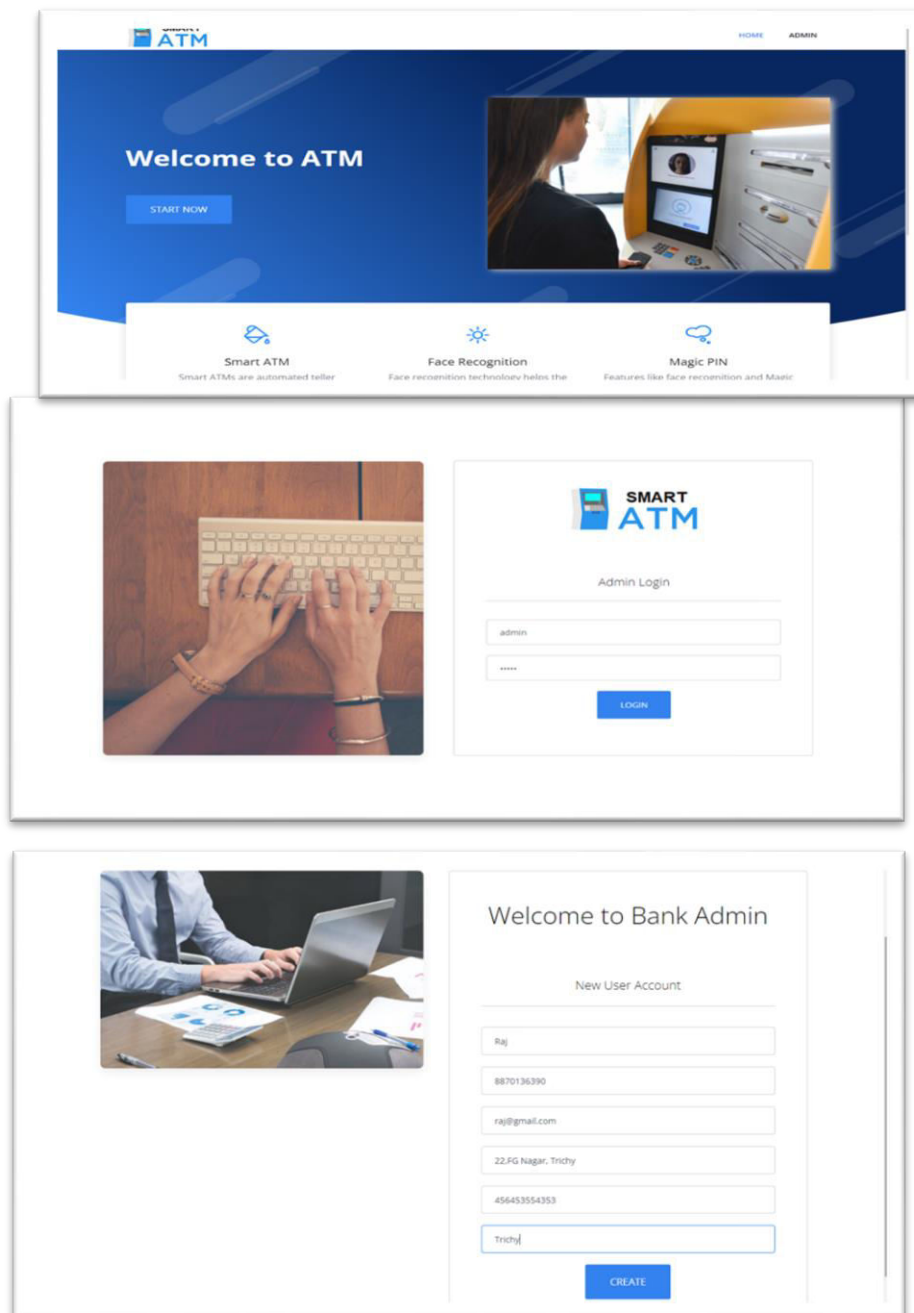 SMART
ATM
HOME ADMIN
Welcome to ATM
START NOW
Smart ATM
Smart ATMs are automated teller
Face Recognition
Face recognition technology helps the
Magic PIN
Features like face recognition and Magic
SMART
ATM
Admin Login
admin
•••••
LOGIN
Welcome to Bank Admin
New User Account
Raj
8870136390
raj@gmail.com
22,FG Nagar, Trichy
456453554353
Trichy
CREATE